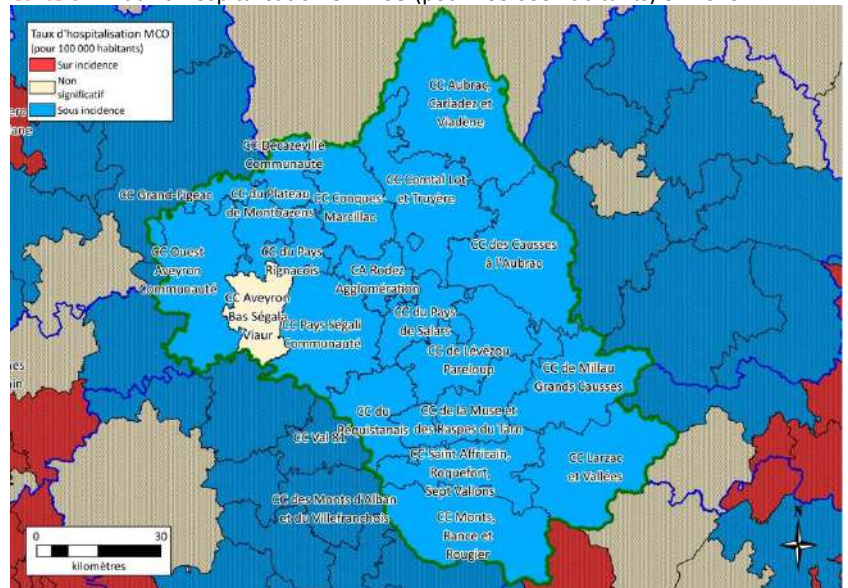 Taux d'hospitalisation MCO
(pour 100 000 habitants)
Sur incidence
Non
significatif
Sous incidence
CC Aubrac,
Carladez et
Viadène
CC Decazeville
Communauté
CC Comtal Lot
et Truyère
CC Grand-Figeac
CC du Plateau
de Montbazens
CC Conques-
Marcillac
CC des Causses
à l'Aubrac
CC Ouest
Aveyron
Communauté
CC du Pays
Rignacois
CA Rodez
Agglomération
CC Aveyron
Bas Ségala
Viaur
CC Pays Ségali
Communauté
CC du Pays
de Salars
CC de Lévézou
Pareloup
CC de Millau
Grands Causses
CC du
Réquistanais
CC de la Muse et
des Raspes du Tarn
CC Val 81
CC Saint Affricain,
Roquefort,
Sept Vallons
CC Larzac
et Vallées
CC des Monts d'Alban
et du Villefranchois
CC Monts,
Rance et
Rougier
0 30
kilomètres
N